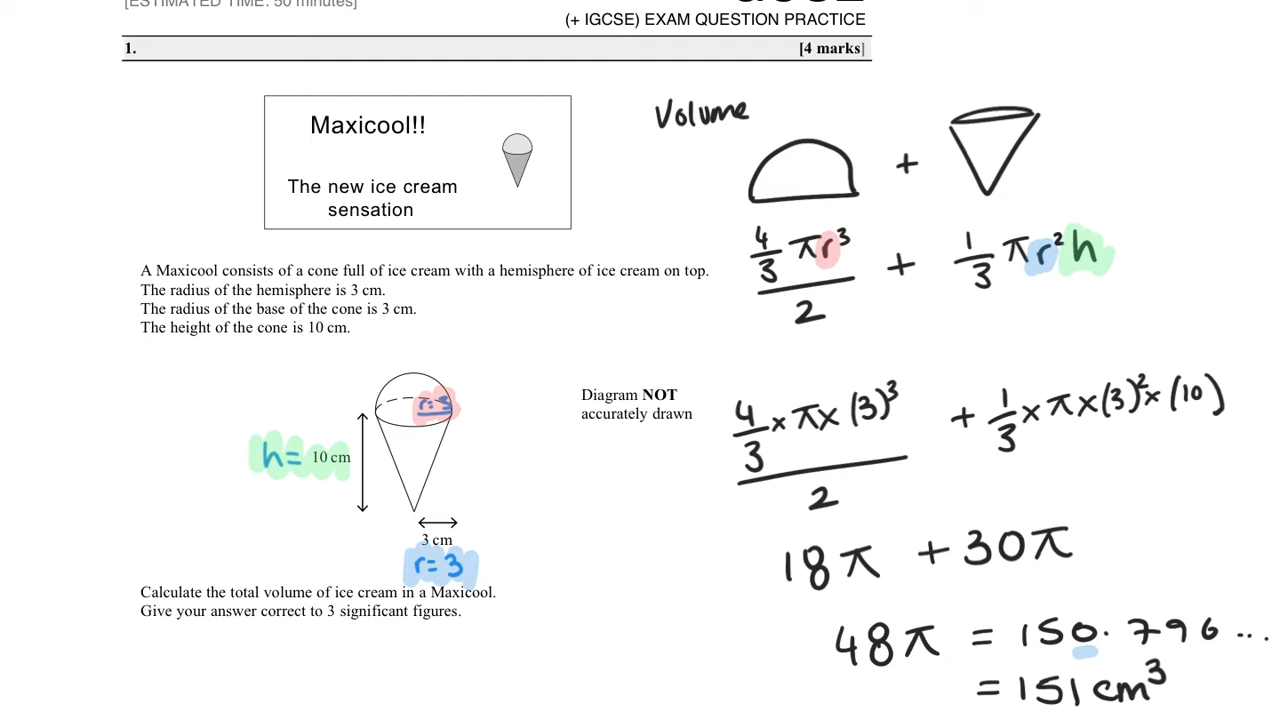 [ESTIMATED TIME: 50 minutes]
(+ IGCSE) EXAM QUESTION PRACTICE
1. [4 marks]
Maxicool!!
The new ice cream
sensation
Volume
+
4/3 πr³ / 2 + 1/3 πr²h
A Maxicool consists of a cone full of ice cream with a hemisphere of ice cream on top.
The radius of the hemisphere is 3 cm.
The radius of the base of the cone is 3 cm.
The height of the cone is 10 cm.
r=3
h= 10 cm
3 cm
r=3
Diagram NOT
accurately drawn
4/3 × π × (3)³ / 2 + 1/3 × π × (3)² × (10)
18π + 30π
48π = 150.796...
= 151 cm³
Calculate the total volume of ice cream in a Maxicool.
Give your answer correct to 3 significant figures.